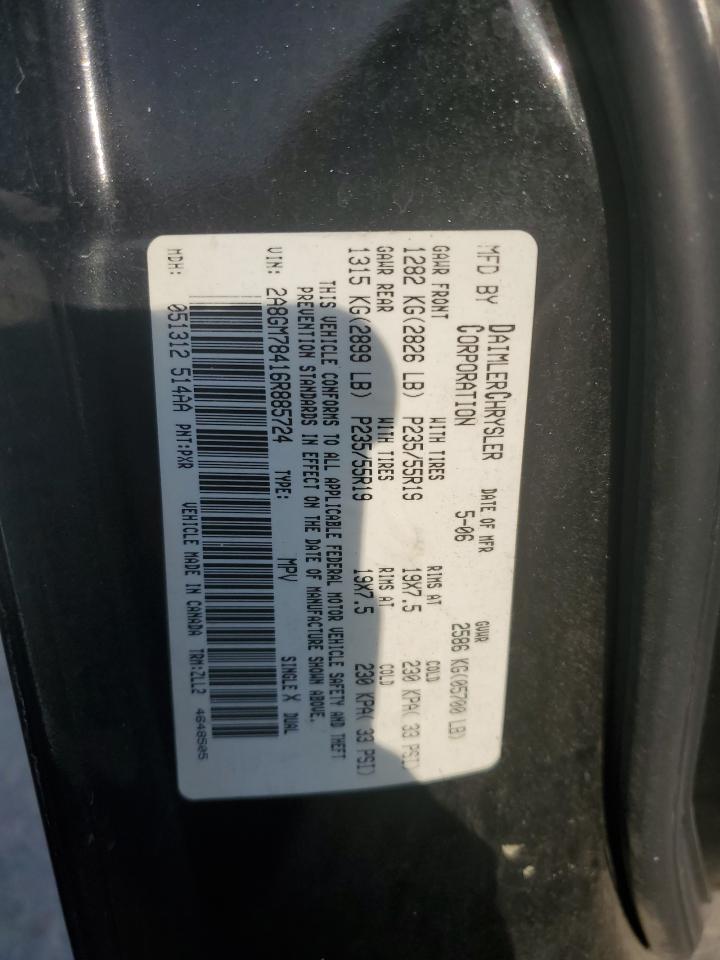 MFD BY DAIMLERCHRYSLER CORPORATION DATE OF MFR 5-06 GVWR 2586 KG(05700 LB)
GAWR FRONT WITH TIRES RIMS AT COLD
1282 KG(2826 LB) P235/55R19 19X7.5 230 KPA( 33 PSI)
GAWR REAR WITH TIRES RIMS AT COLD
1315 KG(2899 LB) P235/55R19 19X7.5 230 KPA( 33 PSI)
THIS VEHICLE CONFORMS TO ALL APPLICABLE FEDERAL MOTOR VEHICLE SAFETY AND THEFT
PREVENTION STANDARDS IN EFFECT ON THE DATE OF MANUFACTURE SHOWN ABOVE.
VIN: 2A8GM78416R885724 TYPE: MPV SINGLE X DUAL
MDH: 051312 514AA PNT:PXR VEHICLE MADE IN CANADA TRM:ZLL2 4648505